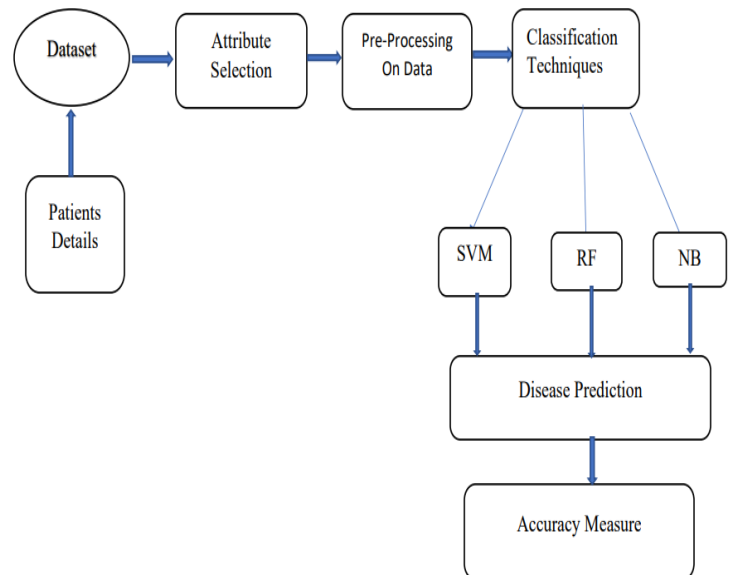 Dataset
Attribute
Selection
Pre-Processing
On Data
Classification
Techniques
Patients
Details
SVM
RF
NB
Disease Prediction
Accuracy Measure